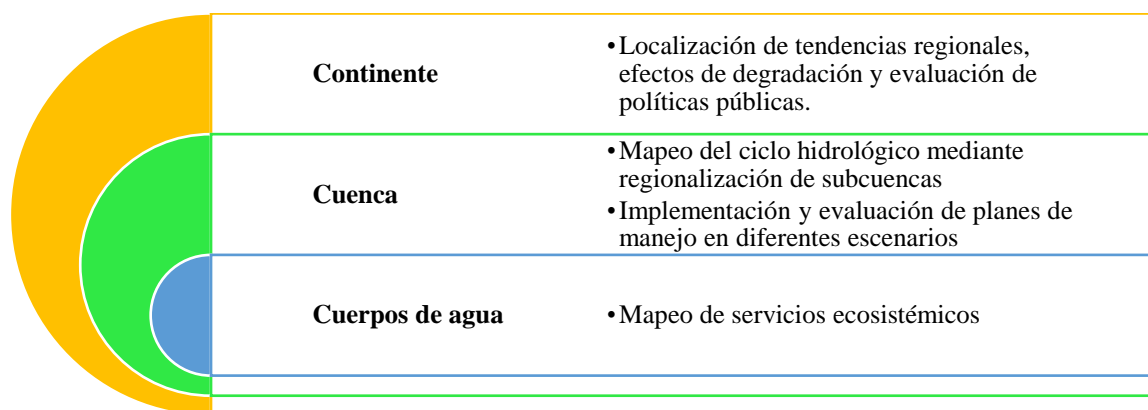 Continente
•Localización de tendencias regionales,
efectos de degradación y evaluación de
políticas públicas.
Cuenca
•Mapeo del ciclo hidrológico mediante
regionalización de subcuencas
•Implementación y evaluación de planes de
manejo en diferentes escenarios
Cuerpos de agua
•Mapeo de servicios ecosistémicos